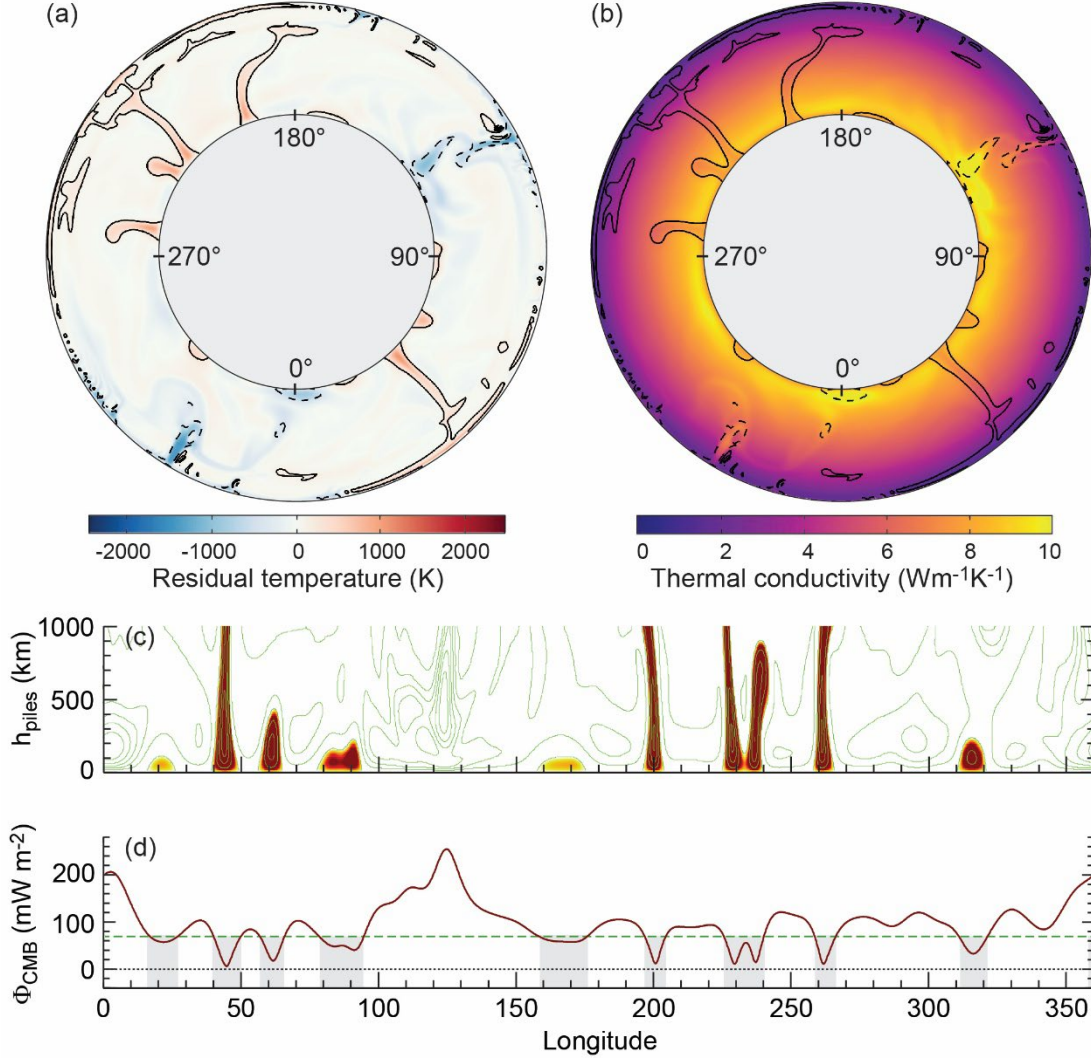 (a)
(b)
180°
270°
90°
0°
180°
270°
90°
0°
-2000 -1000 0 1000 2000
Residual temperature (K)
0 2 4 6 8 10
Thermal conductivity (Wm⁻¹K⁻¹)
(c)
1000
500
0
h_piles (km)
(d)
200
100
0
Φ_CMB (mW m⁻²)
0 50 100 150 200 250 300 350
Longitude